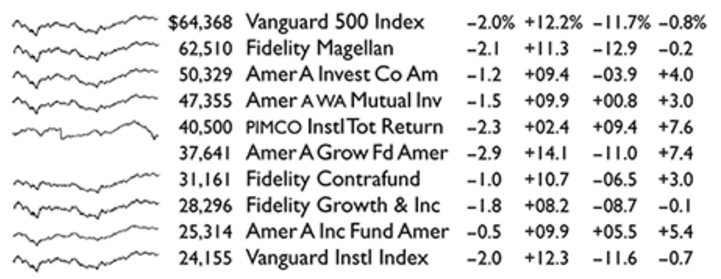 $64,368 Vanguard 500 Index −2.0% +12.2% −11.7% −0.8%
62,510 Fidelity Magellan −2.1 +11.3 −12.9 −0.2
50,329 Amer A Invest Co Am −1.2 +09.4 −03.9 +4.0
47,355 Amer A WA Mutual Inv −1.5 +09.9 +00.8 +3.0
40,500 PIMCO Instl Tot Return −2.3 +02.4 +09.4 +7.6
37,641 Amer A Grow Fd Amer −2.9 +14.1 −11.0 +7.4
31,161 Fidelity Contrafund −1.0 +10.7 −06.5 +3.0
28,296 Fidelity Growth & Inc −1.8 +08.2 −08.7 −0.1
25,314 Amer A Inc Fund Amer −0.5 +09.9 +05.5 +5.4
24,155 Vanguard Instl Index −2.0 +12.3 −11.6 −0.7